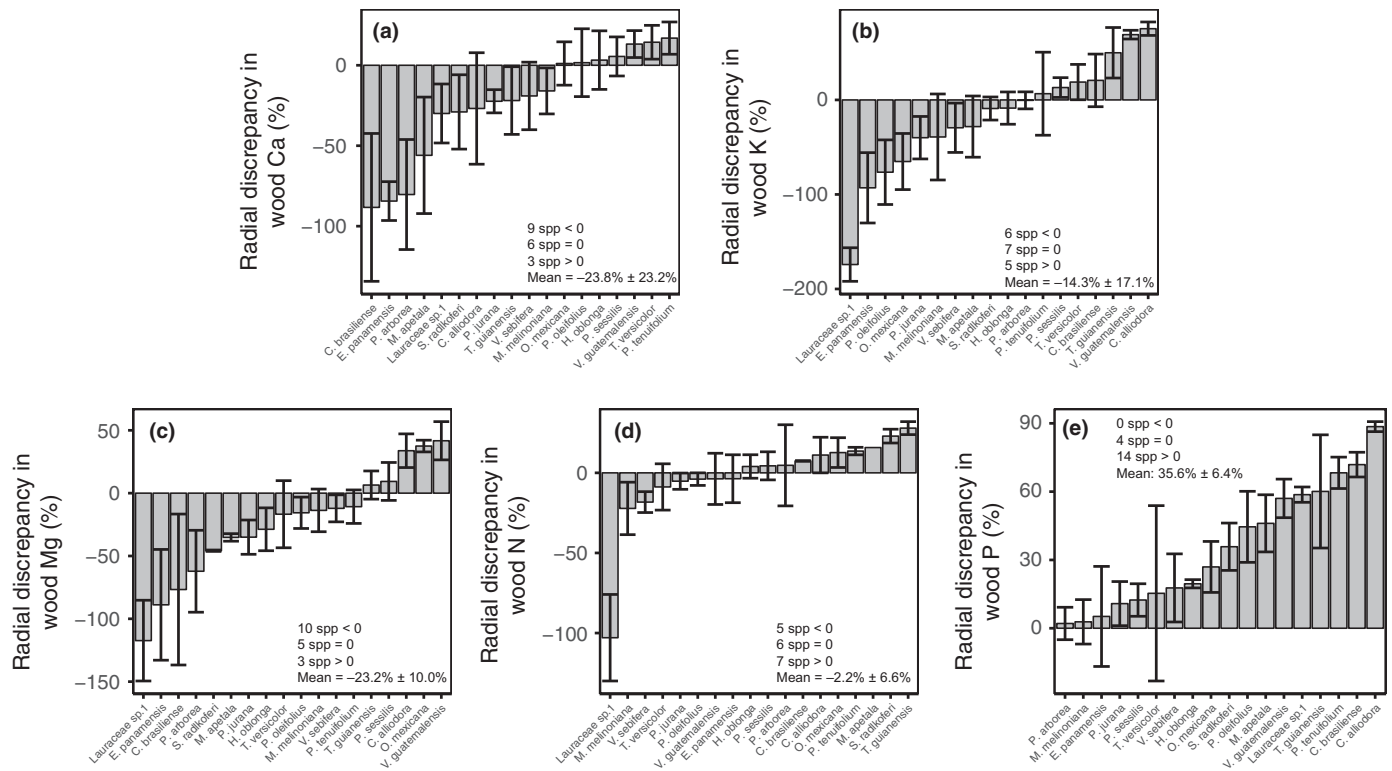 (a)
Radial discrepancy in
wood Ca (%)
0
−50
−100
9 spp < 0
6 spp = 0
3 spp > 0
Mean = −23.8% ± 23.2%
C. brasiliense
E. panamensis
P. arborea
M. apetala
Lauraceae sp.1
S. radlkoferi
C. alliodora
P. jurana
T. guianensis
V. sebifera
M. melinoniana
O. mexicana
P. oleifolius
H. oblonga
P. sessilis
V. guatemalensis
T. versicolor
P. tenuifolium
(b)
Radial discrepancy in
wood K (%)
0
−100
−200
6 spp < 0
7 spp = 0
5 spp > 0
Mean = −14.3% ± 17.1%
Lauraceae sp.1
E. panamensis
P. oleifolius
O. mexicana
P. jurana
M. melinoniana
V. sebifera
M. apetala
S. radlkoferi
H. oblonga
P. arborea
P. tenuifolium
P. sessilis
T. versicolor
C. brasiliense
T. guianensis
V. guatemalensis
C. alliodora
(c)
Radial discrepancy in
wood Mg (%)
50
0
−50
−100
−150
10 spp < 0
5 spp = 0
3 spp > 0
Mean = −23.2% ± 10.0%
Lauraceae sp.1
E. panamensis
C. brasiliense
P. arborea
S. radlkoferi
M. apetala
P. jurana
H. oblonga
T. versicolor
P. oleifolius
M. melinoniana
V. sebifera
P. tenuifolium
T. guianensis
P. sessilis
C. alliodora
O. mexicana
V. guatemalensis
(d)
Radial discrepancy in
wood N (%)
0
−50
−100
5 spp < 0
6 spp = 0
7 spp > 0
Mean = −2.2% ± 6.6%
Lauraceae sp.1
M. melinoniana
V. sebifera
T. versicolor
P. jurana
P. oleifolius
V. guatemalensis
E. panamensis
H. oblonga
P. sessilis
P. arborea
C. brasiliense
C. alliodora
O. mexicana
P. tenuifolium
M. apetala
S. radlkoferi
T. guianensis
(e)
Radial discrepancy in
wood P (%)
90
60
30
0
0 spp < 0
4 spp = 0
14 spp > 0
Mean: 35.6% ± 6.4%
P. arborea
M. melinoniana
E. panamensis
P. jurana
P. sessilis
T. versicolor
V. sebifera
H. oblonga
O. mexicana
S. radlkoferi
P. oleifolius
M. apetala
V. guatemalensis
Lauraceae sp.1
T. guianensis
P. tenuifolium
C. brasiliense
C. alliodora